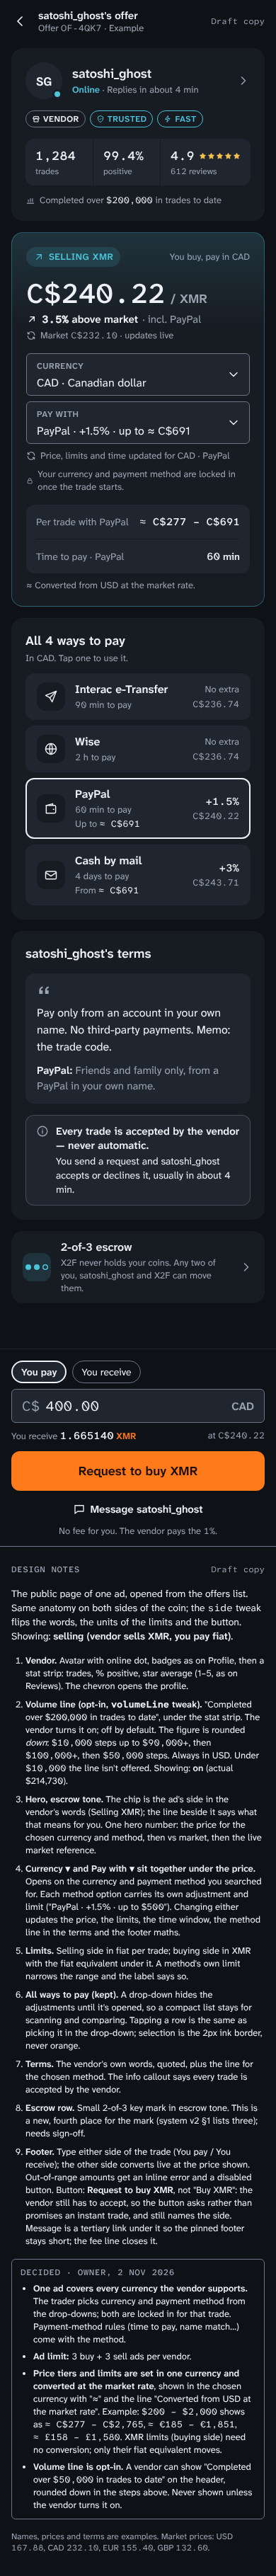 satoshi_ghost's offer
Offer OF-4QK7 · Example
Draft copy
SG
satoshi_ghost
Online · Replies in about 4 min
VENDOR
TRUSTED
FAST
1,284
trades
99.4%
positive
4.9 ★★★★★
612 reviews
Completed over $200,000 in trades to date
SELLING XMR
You buy, pay in CAD
C$240.22 / XMR
3.5% above market · incl. PayPal
Market C$232.10 · updates live
CURRENCY
CAD · Canadian dollar
PAY WITH
PayPal · +1.5% · up to ≈ C$691
Price, limits and time updated for CAD · PayPal
Your currency and payment method are locked in
once the trade starts.
Per trade with PayPal
≈ C$277 – C$691
Time to pay · PayPal
60 min
≈ Converted from USD at the market rate.
All 4 ways to pay
In CAD. Tap one to use it.
Interac e-Transfer
90 min to pay
No extra
C$236.74
Wise
2 h to pay
No extra
C$236.74
PayPal
60 min to pay
Up to ≈ C$691
+1.5%
C$240.22
Cash by mail
4 days to pay
From ≈ C$691
+3%
C$243.71
satoshi_ghost's terms
“
Pay only from an account in your own
name. No third-party payments. Memo:
the trade code.
PayPal: Friends and family only, from a
PayPal in your own name.
Every trade is accepted by the vendor
— never automatic.
You send a request and satoshi_ghost
accepts or declines it, usually in about 4
min.
2-of-3 escrow
X2F never holds your coins. Any two of
you, satoshi_ghost and X2F can move
them.
You pay
You receive
C$ 400.00
CAD
You receive 1.665140 XMR
at C$240.22
Request to buy XMR
Message satoshi_ghost
No fee for you. The vendor pays the 1%.
DESIGN NOTES
Draft copy
The public page of one ad, opened from the offers list.
Same anatomy on both sides of the coin; the side tweak
flips the words, the units of the limits and the button.
Showing: selling (vendor sells XMR, you pay fiat).
1. Vendor. Avatar with online dot, badges as on Profile, then a
stat strip: trades, % positive, star average (1–5, as on
Reviews). The chevron opens the profile.
2. Volume line (opt-in, volumeLine tweak). "Completed
over $200,000 in trades to date", under the stat strip. The
vendor turns it on; off by default. The figure is rounded
down: $10,000 steps up to $90,000+, then
$100,000+, then $50,000 steps. Always in USD. Under
$10,000 the line isn't offered. Showing: on (actual
$214,730).
3. Hero, escrow tone. The chip is the ad's side in the
vendor's words (Selling XMR); the line beside it says what
that means for you. One hero number: the price for the
chosen currency and method, then vs market, then the live
market reference.
4. Currency ▾ and Pay with ▾ sit together under the price.
Opens on the currency and payment method you searched
for. Each method option carries its own adjustment and
limit ("PayPal · +1.5% · up to $500"). Changing either
updates the price, the limits, the time window, the method
line in the terms and the footer maths.
5. Limits. Selling side in fiat per trade; buying side in XMR
with the fiat equivalent under it. A method's own limit
narrows the range and the label says so.
6. All ways to pay (kept). A drop-down hides the
adjustments until it's opened, so a compact list stays for
scanning and comparing. Tapping a row is the same as
picking it in the drop-down; selection is the 2px ink border,
never orange.
7. Terms. The vendor's own words, quoted, plus the line for
the chosen method. The info callout says every trade is
accepted by the vendor.
8. Escrow row. Small 2-of-3 key mark in escrow tone. This is
a new, fourth place for the mark (system v2 §1 lists three);
needs sign-off.
9. Footer. Type either side of the trade (You pay / You
receive); the other side converts live at the price shown.
Out-of-range amounts get an inline error and a disabled
button. Button: Request to buy XMR, not "Buy XMR": the
vendor still has to accept, so the button asks rather than
promises an instant trade, and still names the side.
Message is a tertiary link under it so the pinned footer
stays short; the fee line closes it.
DECIDED · OWNER, 2 NOV 2026
• One ad covers every currency the vendor supports.
The trader picks currency and payment method from
the drop-downs; both are locked in for that trade.
Payment-method rules (time to pay, name match…)
come with the method.
• Ad limit: 3 buy + 3 sell ads per vendor.
• Price tiers and limits are set in one currency and
converted at the market rate, shown in the chosen
currency with "≈" and the line "Converted from USD at
the market rate". Example: $200 – $2,000 shows
as ≈ C$277 – C$2,765, ≈ €185 – €1,851,
≈ £158 – £1,580. XMR limits (buying side) need
no conversion; only their fiat equivalent moves.
• Volume line is opt-in. A vendor can show "Completed
over $50,000 in trades to date" on the header,
rounded down in the steps above. Never shown unless
the vendor turns it on.
Names, prices and terms are examples. Market prices: USD
167.88, CAD 232.10, EUR 155.40, GBP 132.60.